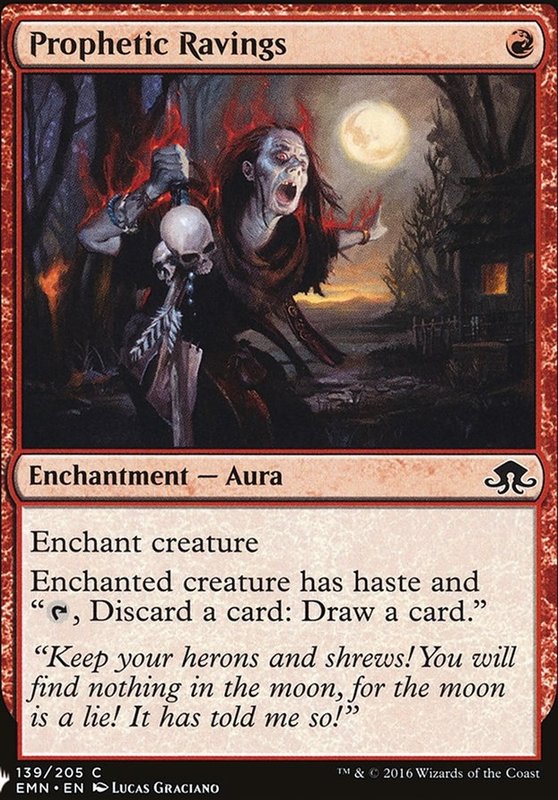 Prophetic Ravings
Enchantment — Aura
Enchant creature
Enchanted creature has haste and
“, Discard a card: Draw a card.”
“Keep your herons and shrews! You will
find nothing in the moon, for the moon
is a lie! It has told me so!”
139/205 C
EMN • EN Lucas Graciano
™ & © 2016 Wizards of the Coast